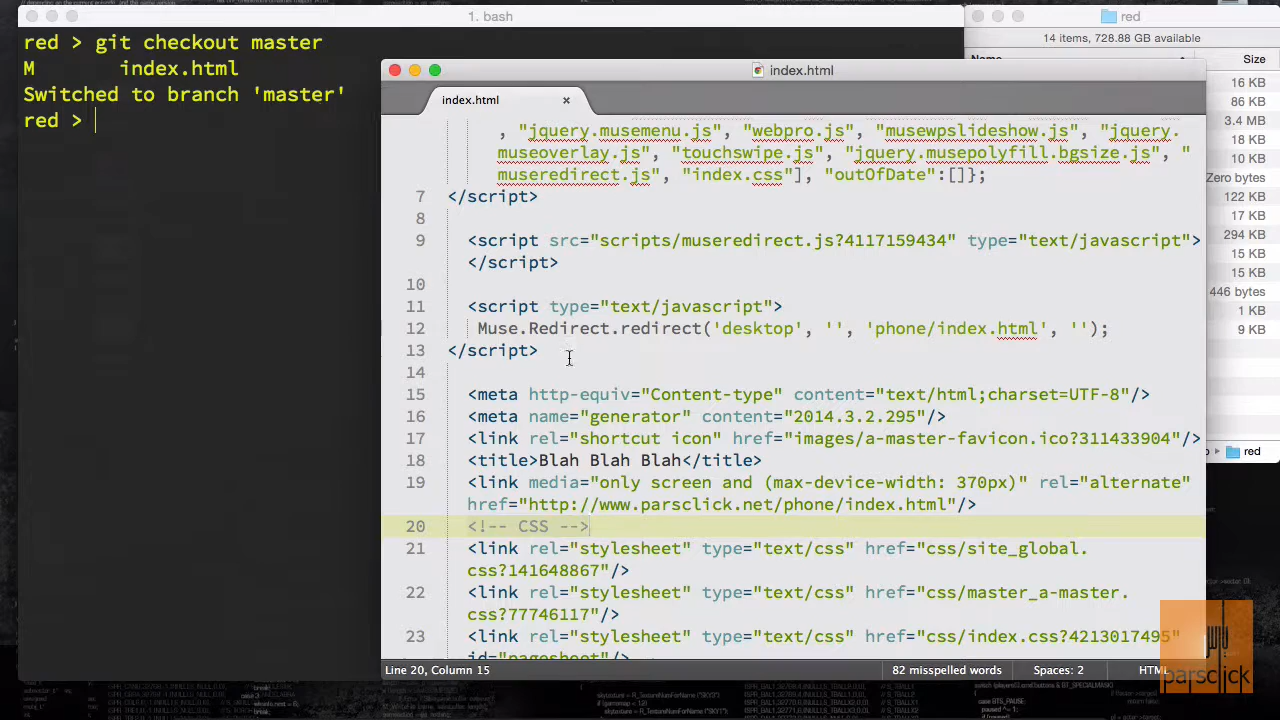 1. bash
red
red > git checkout master
M index.html
Switched to branch 'master'
red >
14 items, 728.88 GB available
Name
Size
16 KB
86 KB
3.4 MB
18 KB
10 KB
Zero bytes
122 KB
17 KB
294 KB
15 KB
15 KB
446 bytes
1 KB
9 KB
red
index.html
index.html
, "jquery.musemenu.js", "webpro.js", "musewpslideshow.js", "jquery.
museoverlay.js", "touchswipe.js", "jquery.musepolyfill.bgsize.js", "
museredirect.js", "index.css"], "outOfDate":[]};
7 </script>
8
9 <script src="scripts/museredirect.js?4117159434" type="text/javascript">
</script>
10
11 <script type="text/javascript">
12 Muse.Redirect.redirect('desktop', '', 'phone/index.html', '');
13 </script>
14
15 <meta http-equiv="Content-type" content="text/html;charset=UTF-8"/>
16 <meta name="generator" content="2014.3.2.295"/>
17 <link rel="shortcut icon" href="images/a-master-favicon.ico?311433904"/>
18 <title>Blah Blah Blah</title>
19 <link media="only screen and (max-device-width: 370px)" rel="alternate"
href="http://www.parsclick.net/phone/index.html"/>
20 <!-- CSS -->
21 <link rel="stylesheet" type="text/css" href="css/site_global.
css?141648867"/>
22 <link rel="stylesheet" type="text/css" href="css/master_a-master.
css?77746117"/>
23 <link rel="stylesheet" type="text/css" href="css/index.css?4213017495"
id="pagesheet"/>
Line 20, Column 15
82 misspelled words
Spaces: 2
HTML
parsclick